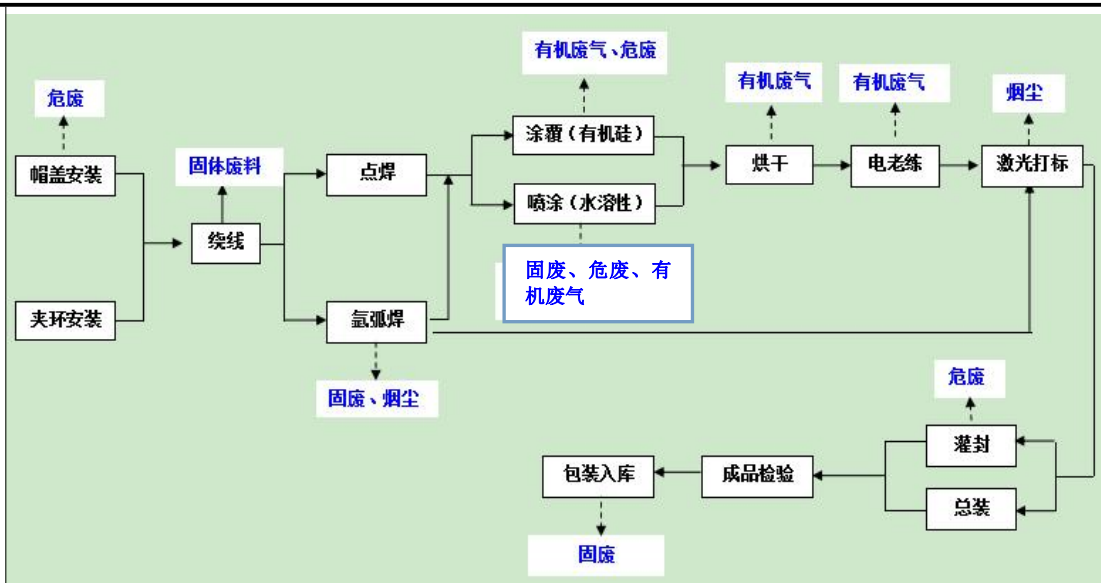 有机废气、危废
危废
有机废气
有机废气
烟尘
帽盖安装
固体废料
点焊
涂覆（有机硅）
烘干
电老练
激光打标
绕线
喷涂（水溶性）
固废、危废、有
机废气
夹环安装
氩弧焊
固废、烟尘
危废
灌封
包装入库
成品检验
总装
固废